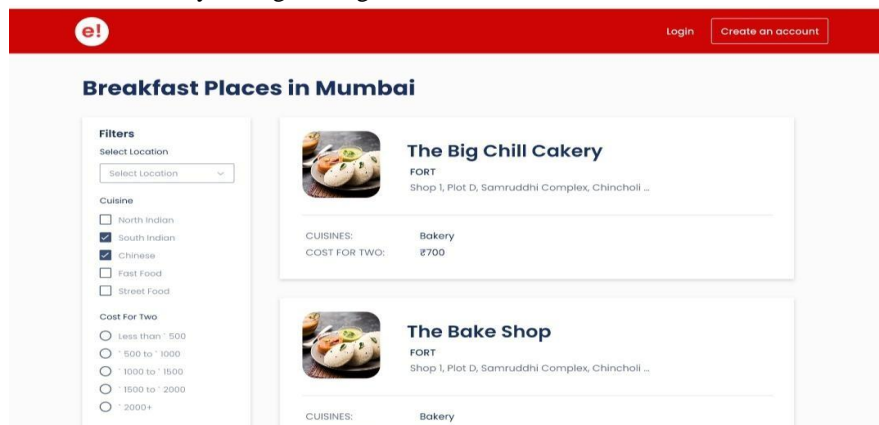 e!
Login
Create an account
Breakfast Places in Mumbai
Filters
Select Location
Select Location
Cuisine
North Indian
South Indian
Chinese
Fast Food
Street Food
Cost For Two
Less than ` 500
` 500 to ` 1000
` 1000 to ` 1500
` 1500 to ` 2000
` 2000+
The Big Chill Cakery
FORT
Shop 1, Plot D, Samruddhi Complex, Chincholi ...
CUISINES: Bakery
COST FOR TWO: ₹700
The Bake Shop
FORT
Shop 1, Plot D, Samruddhi Complex, Chincholi ...
CUISINES: Bakery